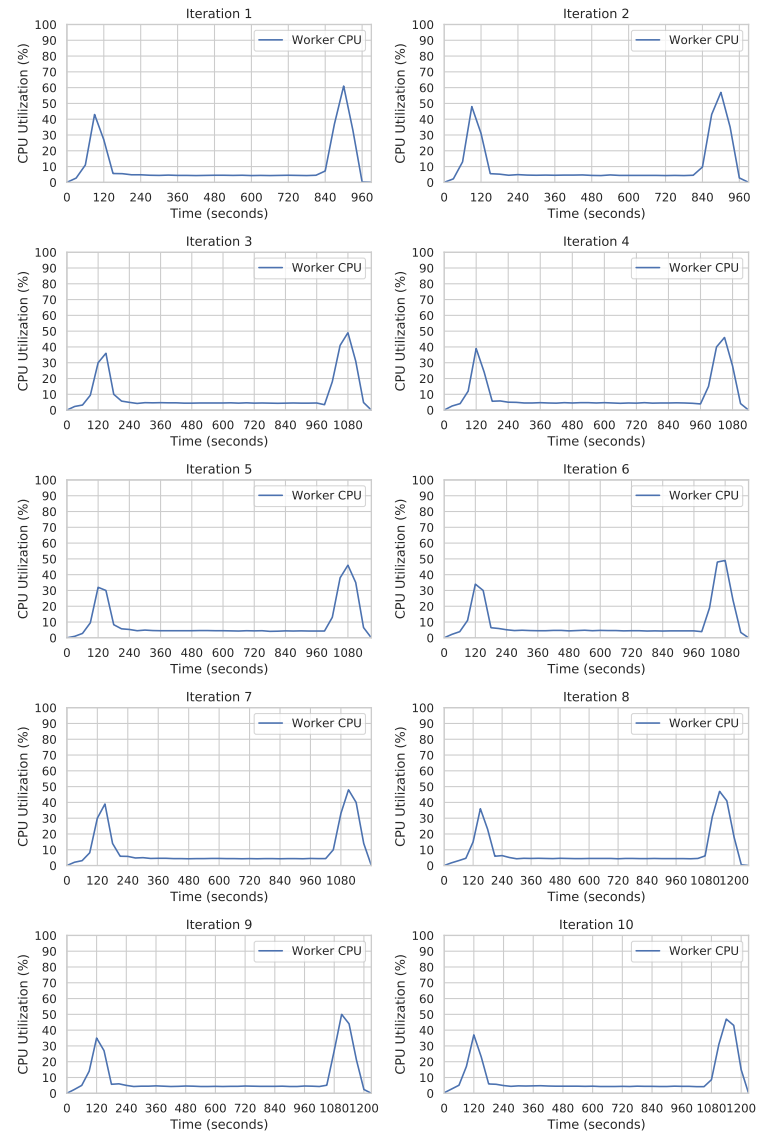 Iteration 1
100
90
80
70
60
50
40
30
20
10
0
CPU Utilization (%)
Worker CPU
0 120 240 360 480 600 720 840 960
Time (seconds)
Iteration 2
100
90
80
70
60
50
40
30
20
10
0
CPU Utilization (%)
Worker CPU
0 120 240 360 480 600 720 840 960
Time (seconds)
Iteration 3
100
90
80
70
60
50
40
30
20
10
0
CPU Utilization (%)
Worker CPU
0 120 240 360 480 600 720 840 960 1080
Time (seconds)
Iteration 4
100
90
80
70
60
50
40
30
20
10
0
CPU Utilization (%)
Worker CPU
0 120 240 360 480 600 720 840 960 1080
Time (seconds)
Iteration 5
100
90
80
70
60
50
40
30
20
10
0
CPU Utilization (%)
Worker CPU
0 120 240 360 480 600 720 840 960 1080
Time (seconds)
Iteration 6
100
90
80
70
60
50
40
30
20
10
0
CPU Utilization (%)
Worker CPU
0 120 240 360 480 600 720 840 960 1080
Time (seconds)
Iteration 7
100
90
80
70
60
50
40
30
20
10
0
CPU Utilization (%)
Worker CPU
0 120 240 360 480 600 720 840 960 1080
Time (seconds)
Iteration 8
100
90
80
70
60
50
40
30
20
10
0
CPU Utilization (%)
Worker CPU
0 120 240 360 480 600 720 840 960 1080 1200
Time (seconds)
Iteration 9
100
90
80
70
60
50
40
30
20
10
0
CPU Utilization (%)
Worker CPU
0 120 240 360 480 600 720 840 960 1080 1200
Time (seconds)
Iteration 10
100
90
80
70
60
50
40
30
20
10
0
CPU Utilization (%)
Worker CPU
0 120 240 360 480 600 720 840 960 1080 1200
Time (seconds)